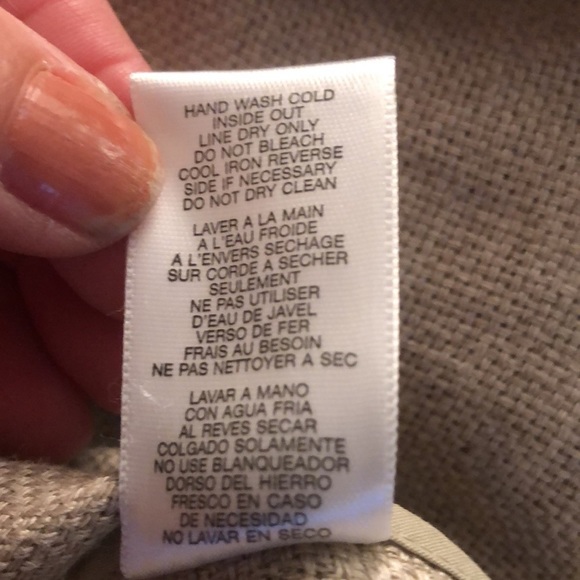 HAND WASH COLD
INSIDE OUT
LINE DRY ONLY
DO NOT BLEACH
COOL IRON REVERSE
SIDE IF NECESSARY
DO NOT DRY CLEAN
LAVER A LA MAIN
A L'EAU FROIDE
A L'ENVERS SECHAGE
SUR CORDE A SECHER
SEULEMENT
NE PAS UTILISER
D'EAU DE JAVEL
VERSO DE FER
FRAIS AU BESOIN
NE PAS NETTOYER A SEC
LAVAR A MANO
CON AGUA FRIA
AL REVES SECAR
COLGADO SOLAMENTE
NO USE BLANQUEADOR
DORSO DEL HIERRO
FRESCO EN CASO
DE NECESIDAD
NO LAVAR EN SECO